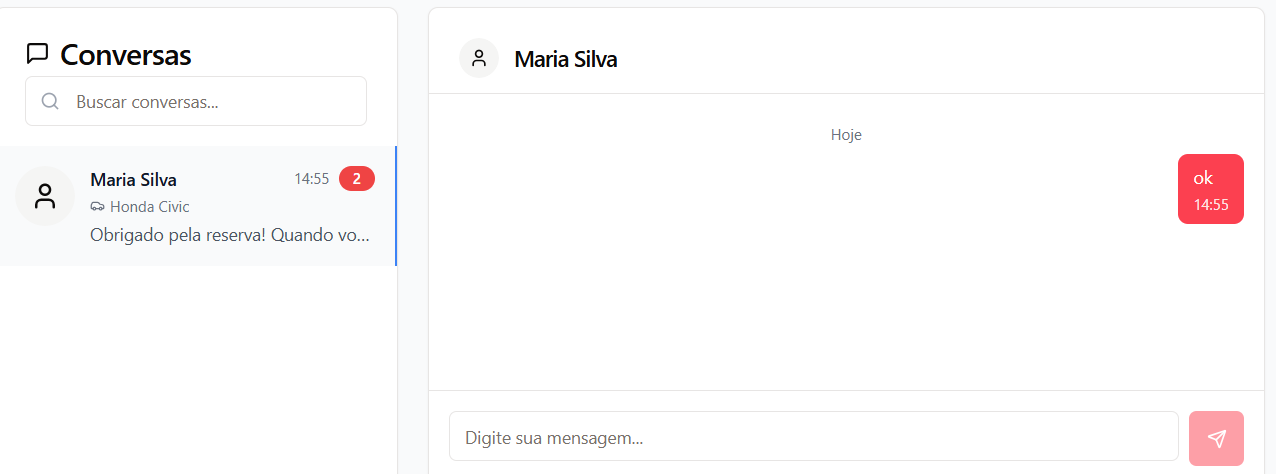 Conversas
Buscar conversas...
Maria Silva
14:55
2
Honda Civic
Obrigado pela reserva! Quando vo...
Maria Silva
Hoje
ok
14:55
Digite sua mensagem...